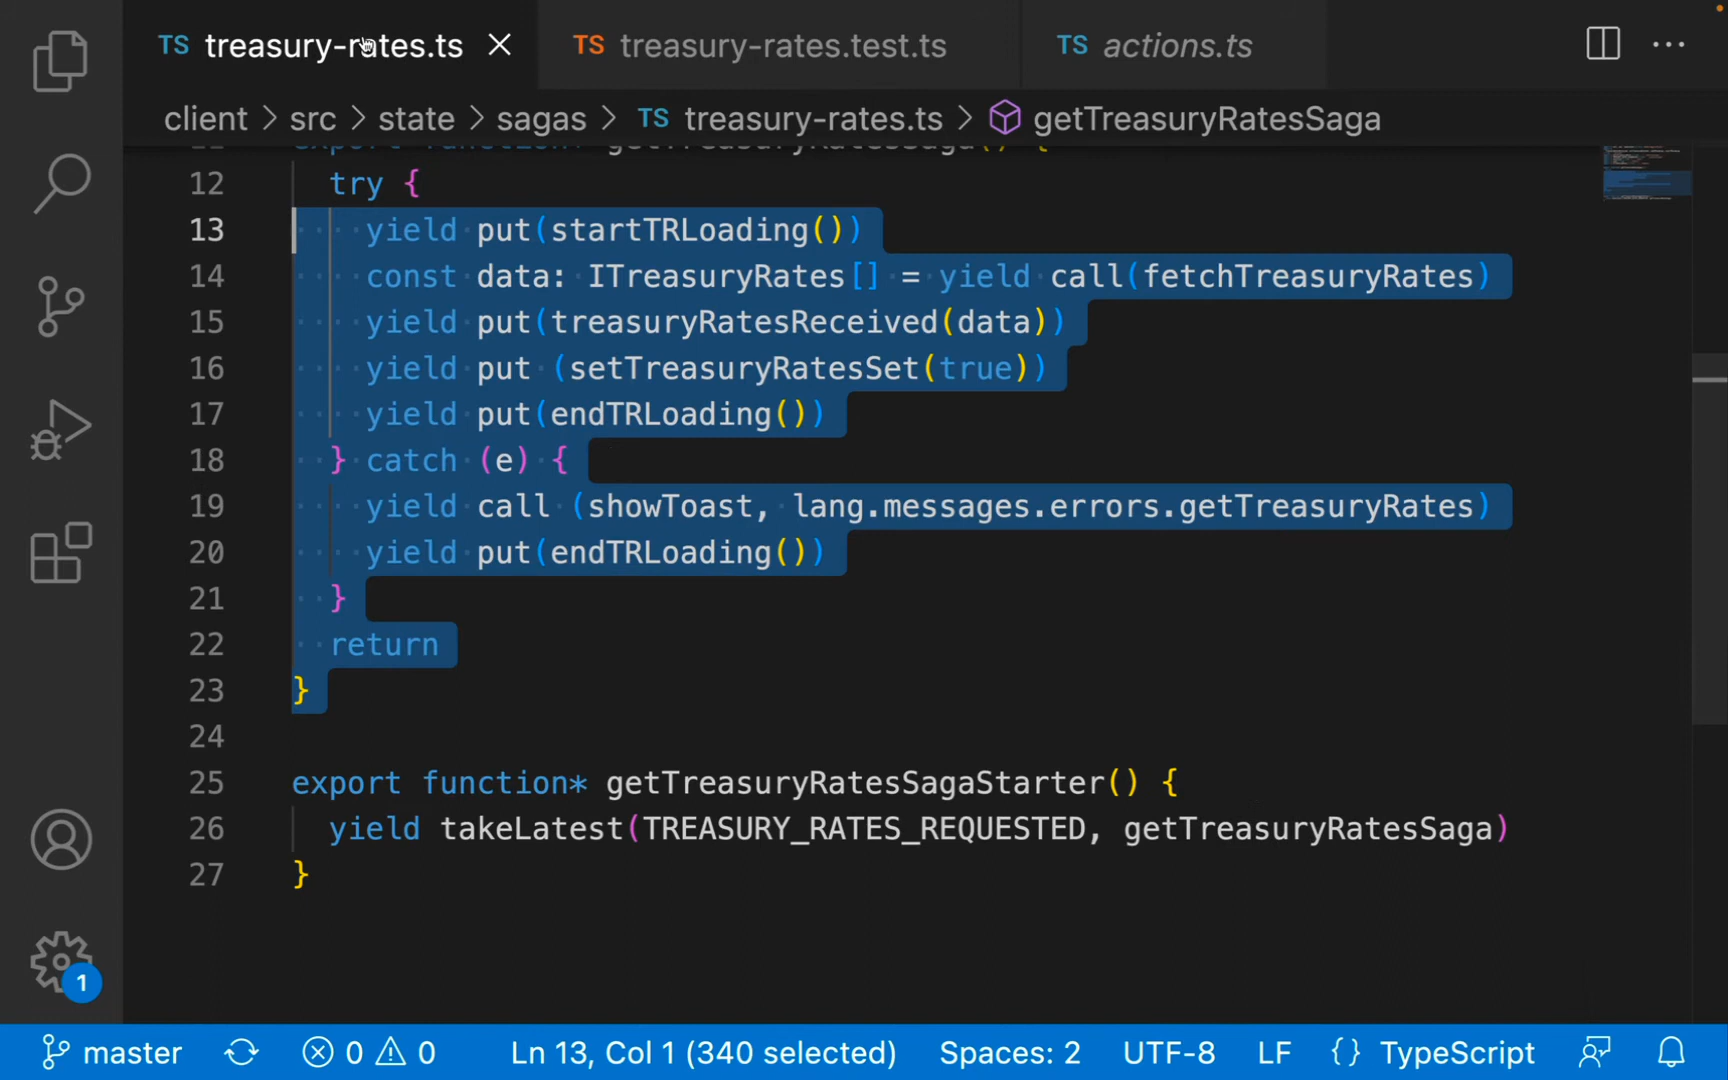 TS treasury-rates.ts TS treasury-rates.test.ts TS actions.ts
client > src > state > sagas > TS treasury-rates.ts > getTreasuryRatesSaga
11 export function* getTreasuryRatesSaga() {
12 try {
13 yield put(startTRLoading())
14 const data: ITreasuryRates[] = yield call(fetchTreasuryRates)
15 yield put(treasuryRatesReceived(data))
16 yield put (setTreasuryRatesSet(true))
17 yield put(endTRLoading())
18 } catch (e) {
19 yield call (showToast, lang.messages.errors.getTreasuryRates)
20 yield put(endTRLoading())
21 }
22 return
23 }
24
25 export function* getTreasuryRatesSagaStarter() {
26 yield takeLatest(TREASURY_RATES_REQUESTED, getTreasuryRatesSaga)
27 }
1
master 0 0 Ln 13, Col 1 (340 selected) Spaces: 2 UTF-8 LF {} TypeScript